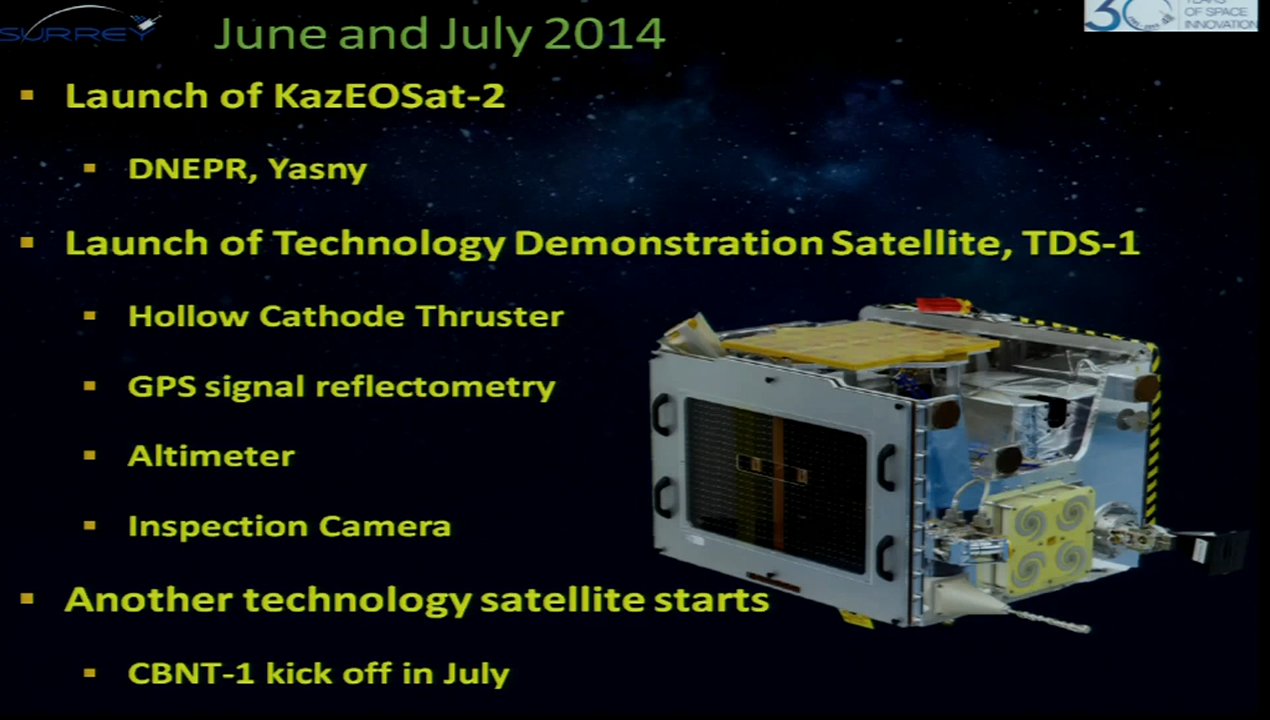 SURREY
June and July 2014
30 YEARS
OF SPACE
INNOVATION
▪ Launch of KazEOSat-2
▪ DNEPR, Yasny
▪ Launch of Technology Demonstration Satellite, TDS-1
▪ Hollow Cathode Thruster
▪ GPS signal reflectometry
▪ Altimeter
▪ Inspection Camera
▪ Another technology satellite starts
▪ CBNT-1 kick off in July